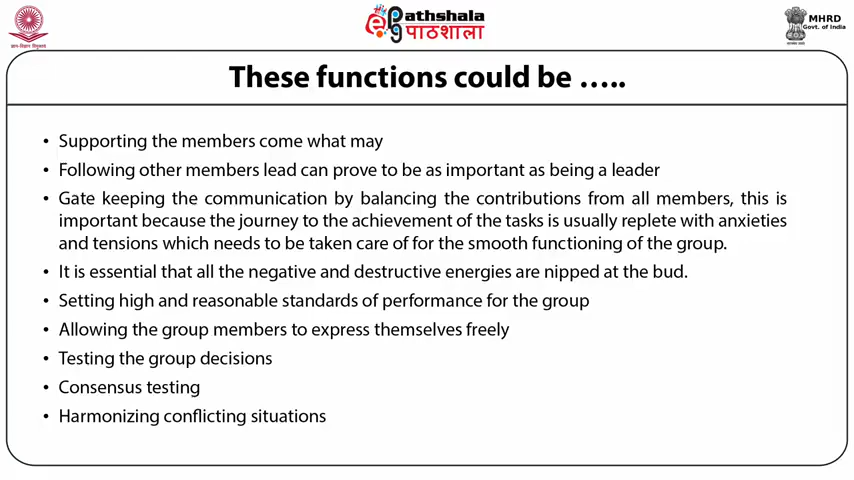 ePathshala
पाठशाला
MHRD
Govt. of India
ज्ञान-विज्ञान विमुक्तये
These functions could be …..
• Supporting the members come what may
• Following other members lead can prove to be as important as being a leader
• Gate keeping the communication by balancing the contributions from all members, this is
important because the journey to the achievement of the tasks is usually replete with anxieties
and tensions which needs to be taken care of for the smooth functioning of the group.
• It is essential that all the negative and destructive energies are nipped at the bud.
• Setting high and reasonable standards of performance for the group
• Allowing the group members to express themselves freely
• Testing the group decisions
• Consensus testing
• Harmonizing conflicting situations